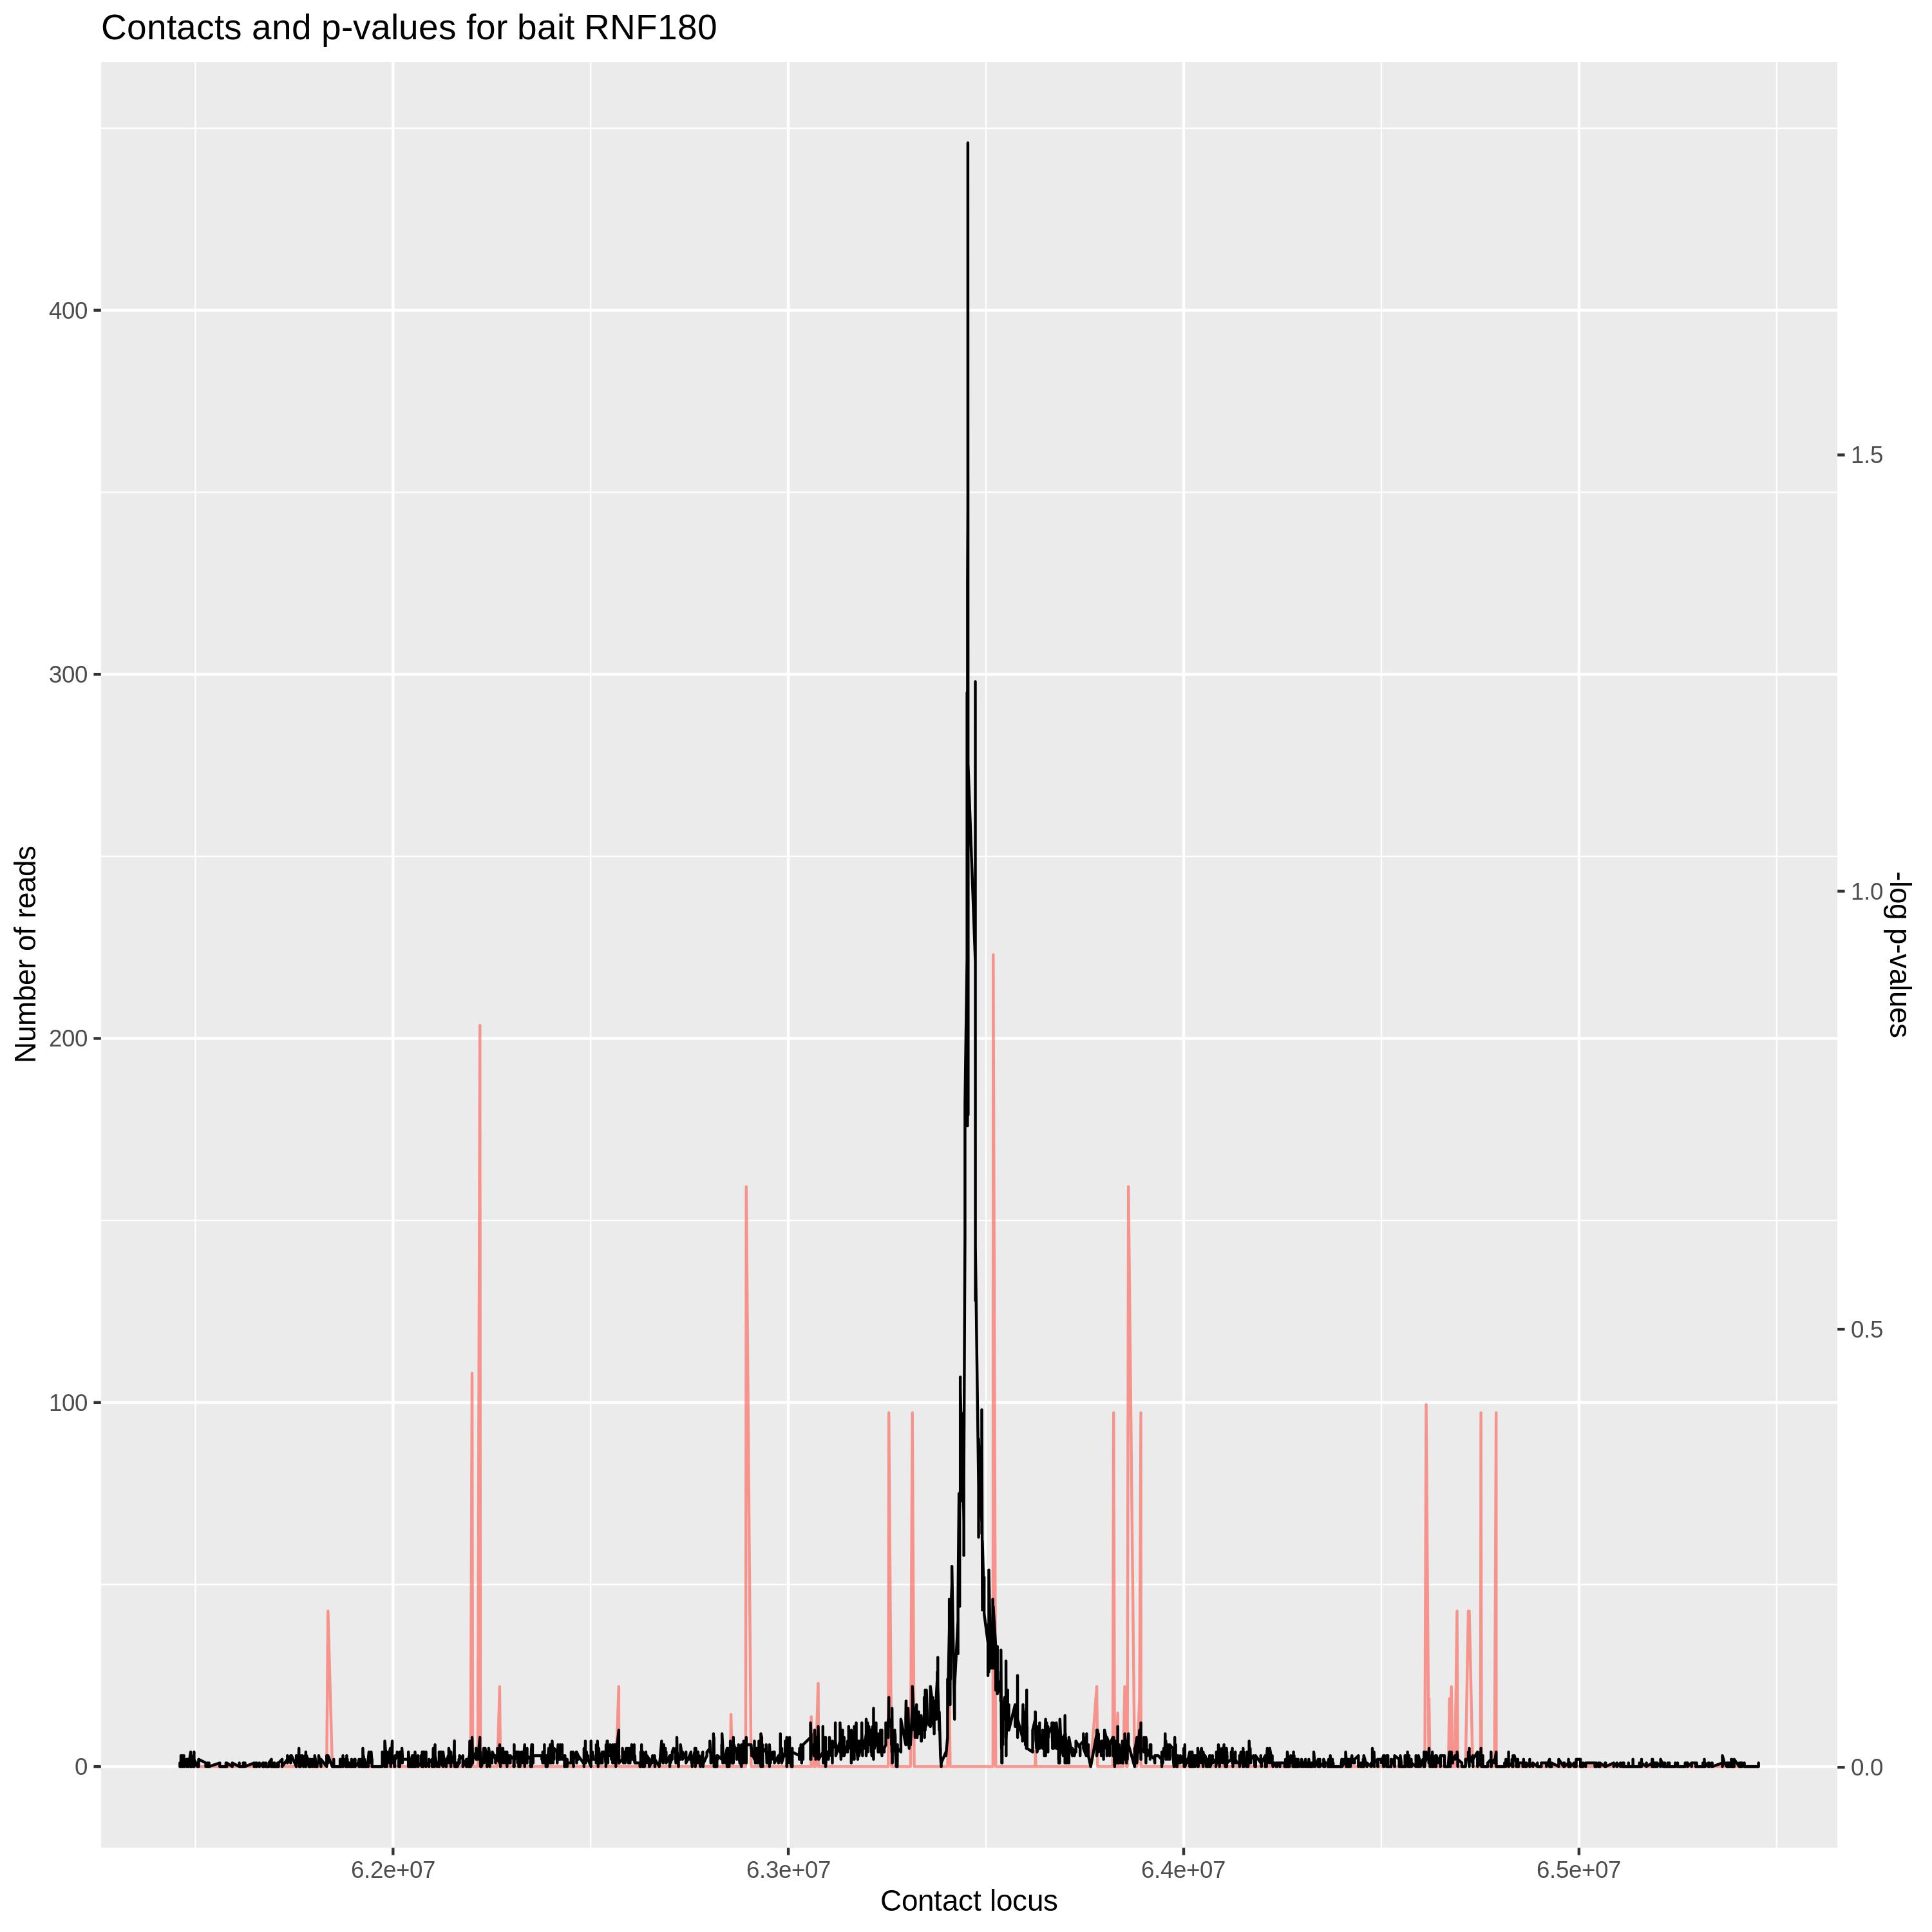 Contacts and p-values for bait RNF180
Number of reads
400
300
200
100
0
1.5
1.0
0.5
0.0
-log p-values
6.2e+07
6.3e+07
6.4e+07
6.5e+07
Contact locus